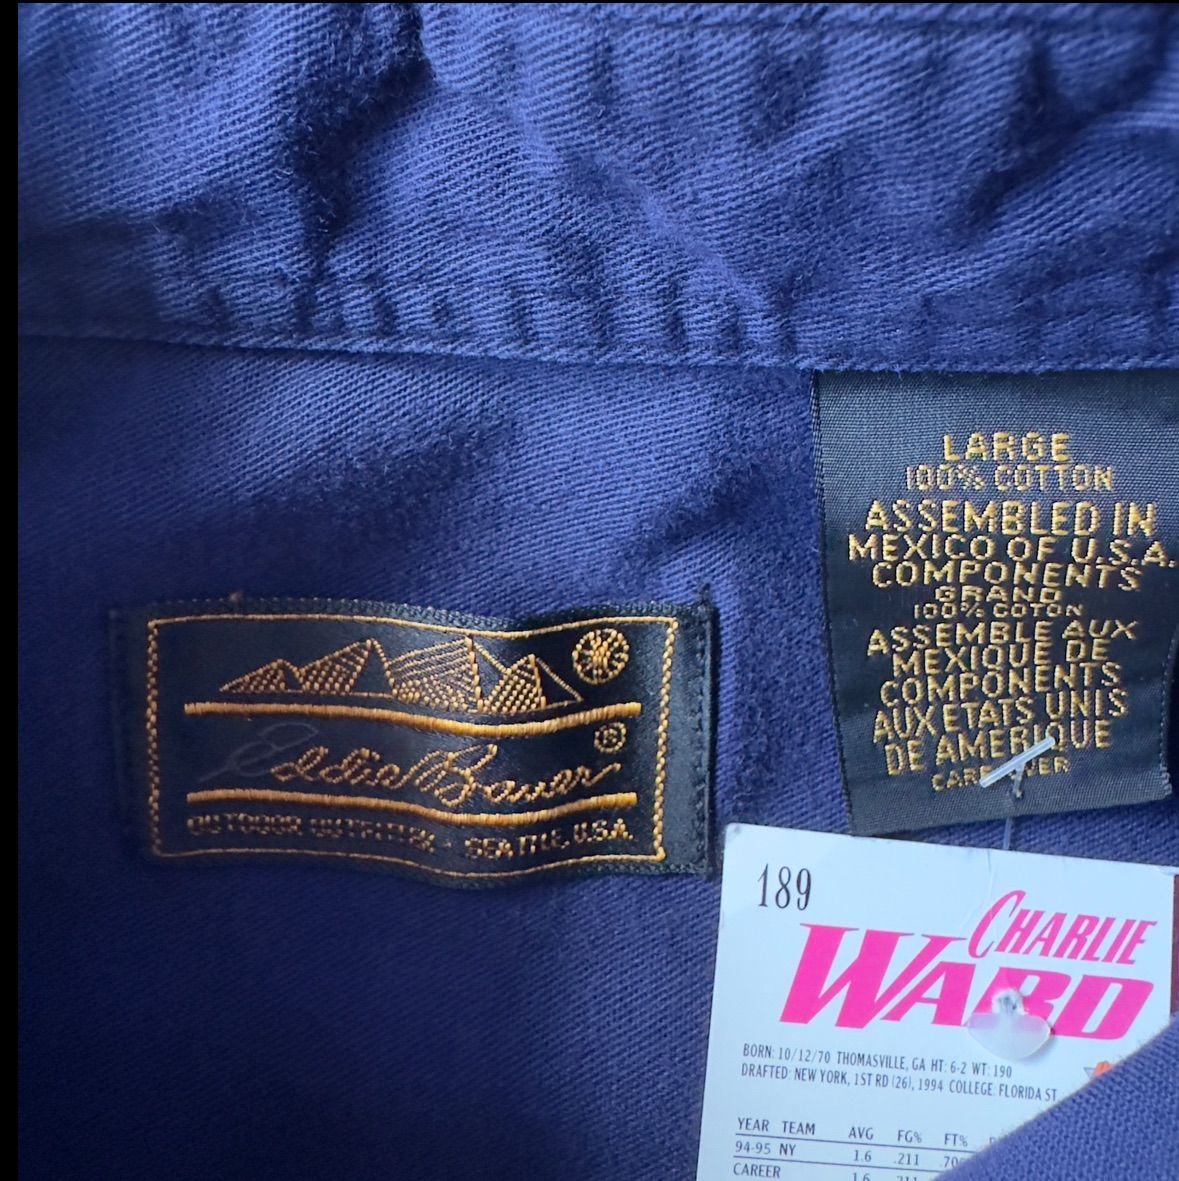 LARGE
100% COTTON
ASSEMBLED IN
MEXICO OF U.S.A.
COMPONENTS
GRAND
100% COTON
ASSEMBLE AUX
MEXIQUE DE
COMPONENTS
AUX ETATS UNIS
DE AMERIQUE
CARE OVER
Eddie Bauer ®
OUTDOOR OUTFITTER · SEATTLE, U.S.A.
189
CHARLIE
WARD
BORN: 10/12/70 THOMASVILLE, GA HT: 6-2 WT: 190
DRAFTED: NEW YORK, 1ST RD (26), 1994 COLLEGE: FLORIDA ST
YEAR TEAM AVG FG% FT%
94-95 NY 1.6 .211
CAREER 1.6 .211